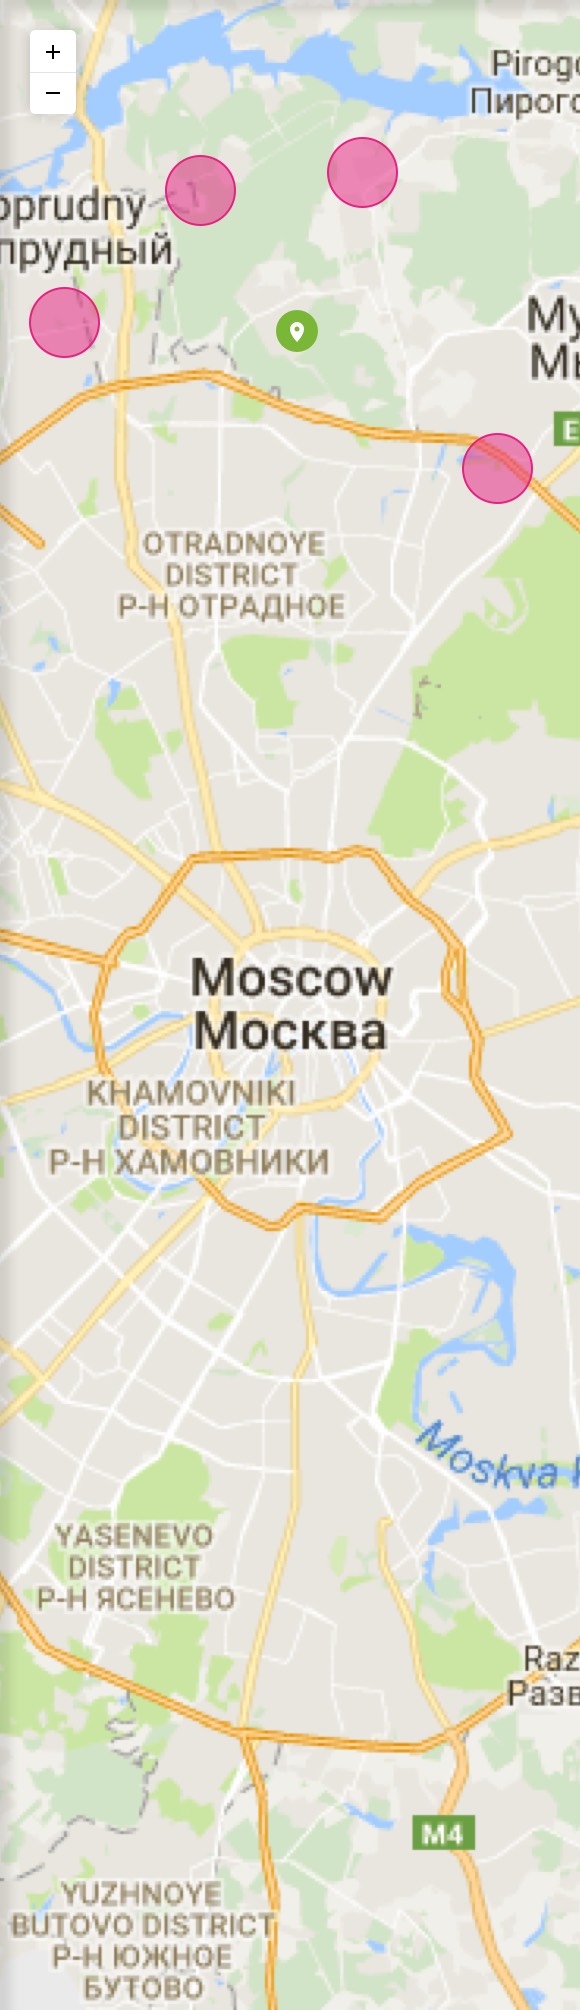 +
−
Pirogo
Пирого
oprudny
прудный
Му
Мы
E
OTRADNOYE
DISTRICT
Р-Н ОТРАДНОЕ
Moscow
Москва
KHAMOVNIKI
DISTRICT
Р-Н ХАМОВНИКИ
Moskva
YASENEVO
DISTRICT
Р-Н ЯСЕНЕВО
Raz
Разв
M4
YUZHNOYE
BUTOVO DISTRICT
Р-Н ЮЖНОЕ
БУТОВО